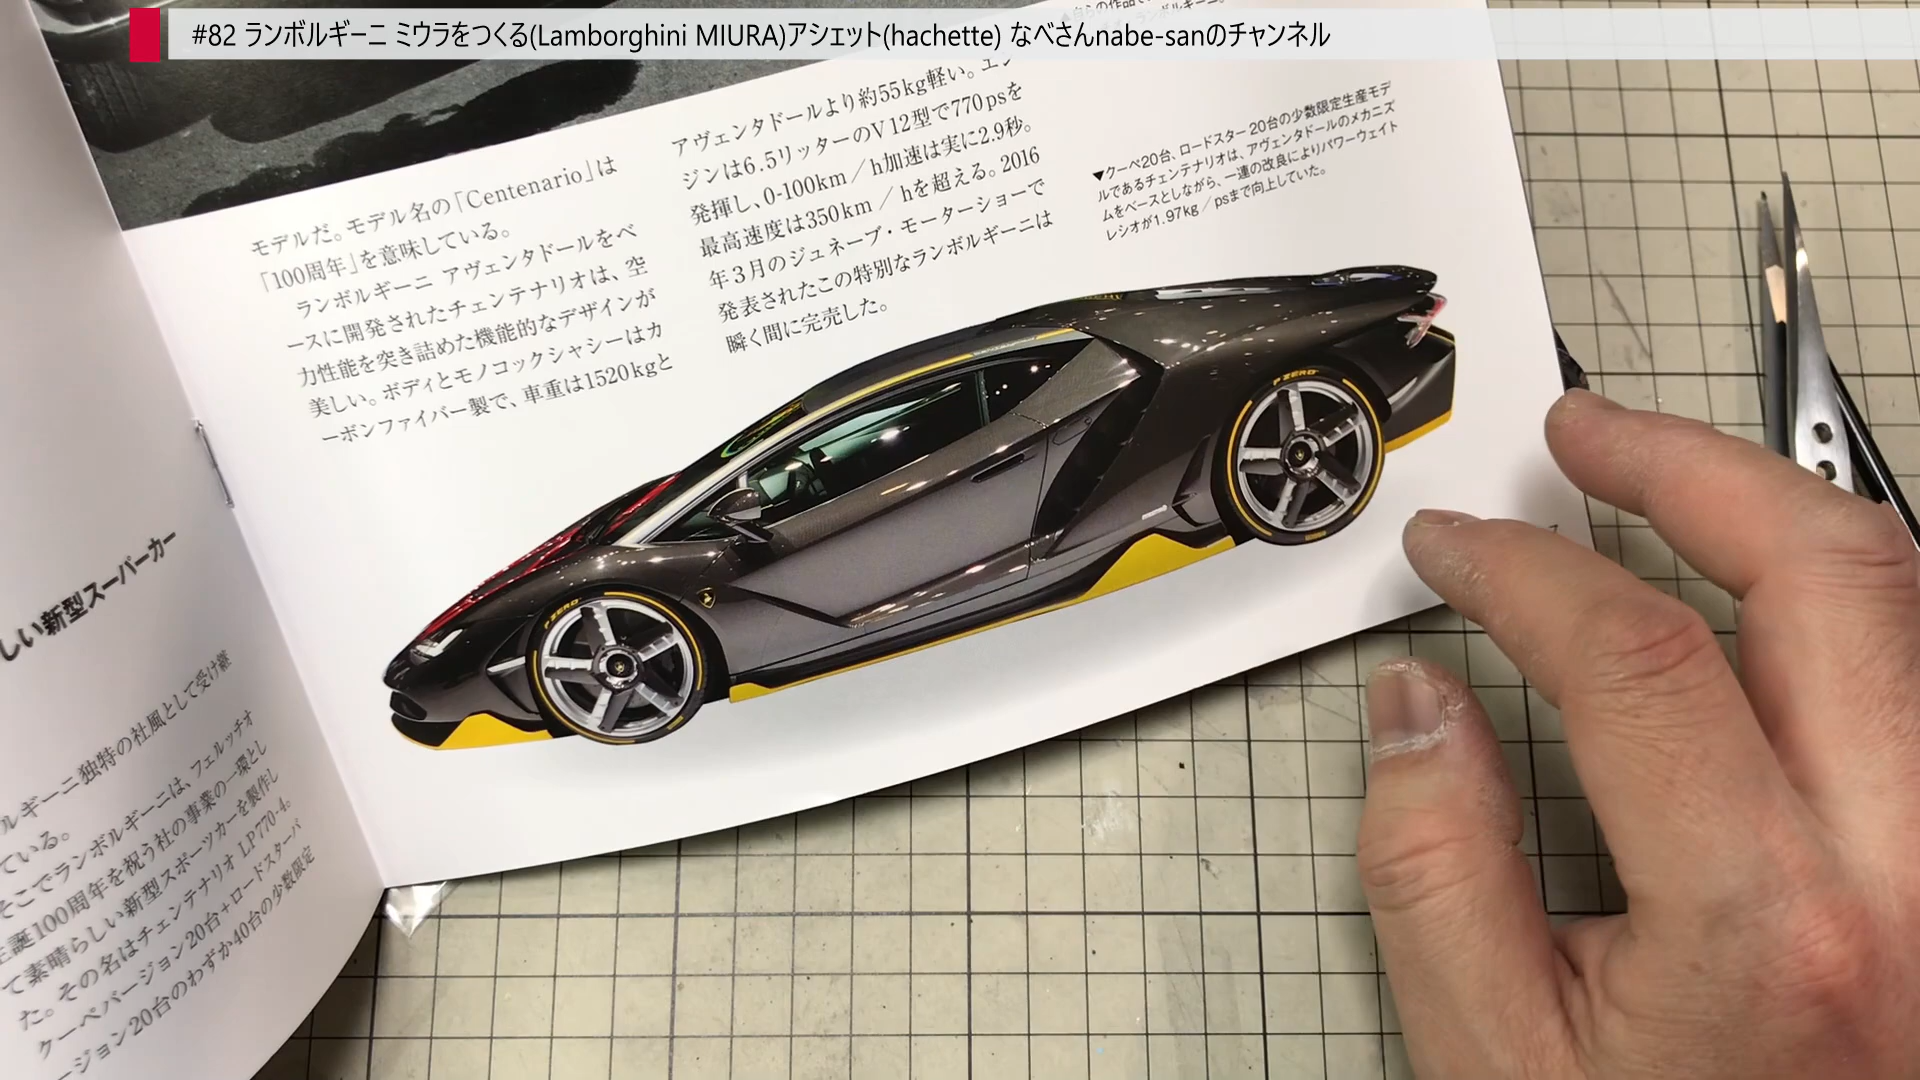 #82 ランボルギーニ ミウラをつくる(Lamborghini MIURA)アシェット(hachette) なべさんnabe-sanのチャンネル
しい新型スーパーカー
ルギーニ独特の社風として受け継
ている。
そこでランボルギーニは、フェルッチオ
生誕100周年を祝う社の事業の一環とし
て素晴らしい新型スポーツカーを製作し
た。その名はチェンテナリオ LP 770-4。
クーペバージョン20台+ロードスターバ
ージョン20台のわずか40台の少数限定
モデルだ。モデル名の「Centenario」は
「100周年」を意味している。
ランボルギーニ アヴェンタドールをベ
ースに開発されたチェンテナリオは、空
力性能を突き詰めた機能的なデザインが
美しい。ボディとモノコックシャシーはカ
ーボンファイバー製で、車重は1520kgと
アヴェンタドールより約55kg軽い。エン
ジンは6.5リッターのV12型で770psを
発揮し、0-100km／h加速は実に2.9秒。
最高速度は350km／hを超える。2016
年3月のジュネーブ・モーターショーで
発表されたこの特別なランボルギーニは
瞬く間に完売した。
▼クーペ20台、ロードスター20台の少数限定生産モデ
ルであるチェンテナリオは、アヴェンタドールのメカニズ
ムをベースとしながら、一連の改良によりパワーウェイト
レシオが1.97kg／psまで向上していた。
P ZERO
P ZERO
7